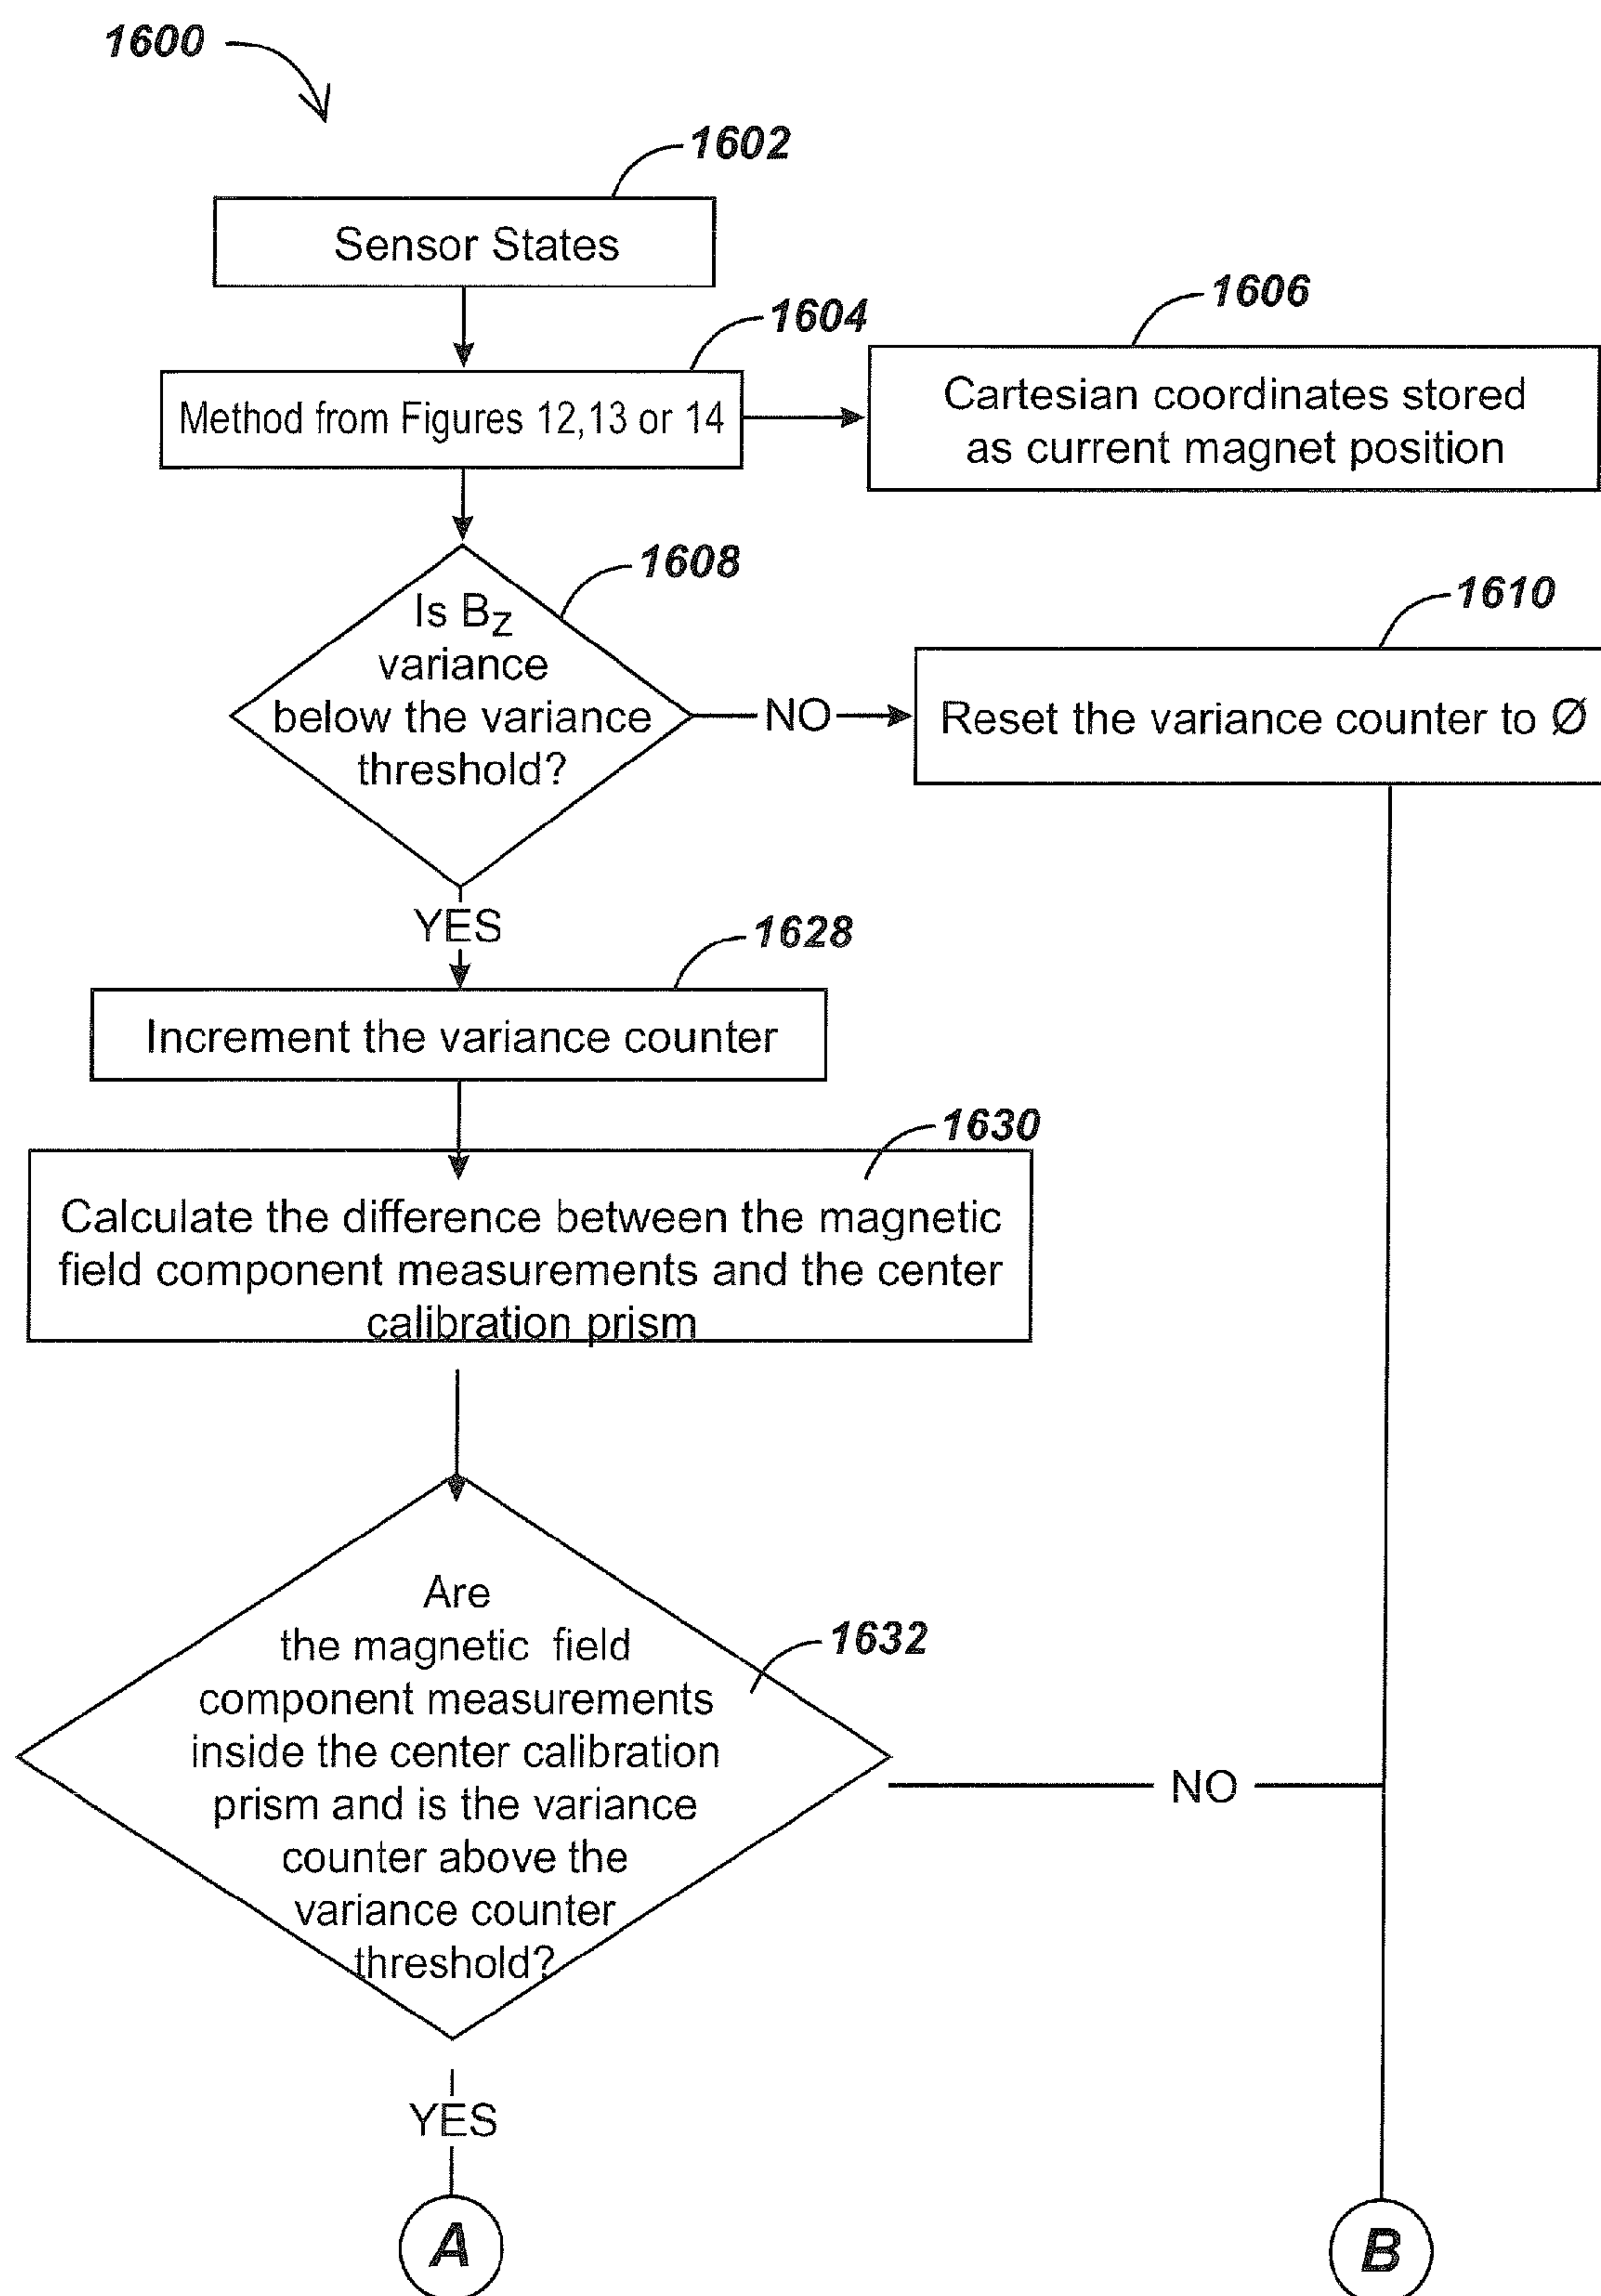 1600
1602
Sensor States
1604
Method from Figures 12,13 or 14
1606
Cartesian coordinates stored
as current magnet position
1608
Is BZ
variance
below the variance
threshold?
NO
1610
Reset the variance counter to Ø
YES
1628
Increment the variance counter
1630
Calculate the difference between the magnetic
field component measurements and the center
calibration prism
1632
Are
the magnetic field
component measurements
inside the center calibration
prism and is the variance
counter above the
variance counter
threshold?
NO
YES
A
B